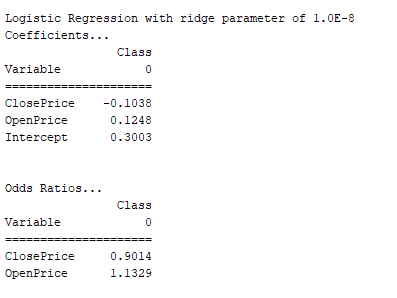 Logistic Regression with ridge parameter of 1.0E-8
Coefficients...
Class
Variable 0
=====================
ClosePrice -0.1038
OpenPrice 0.1248
Intercept 0.3003
Odds Ratios...
Class
Variable 0
=====================
ClosePrice 0.9014
OpenPrice 1.1329